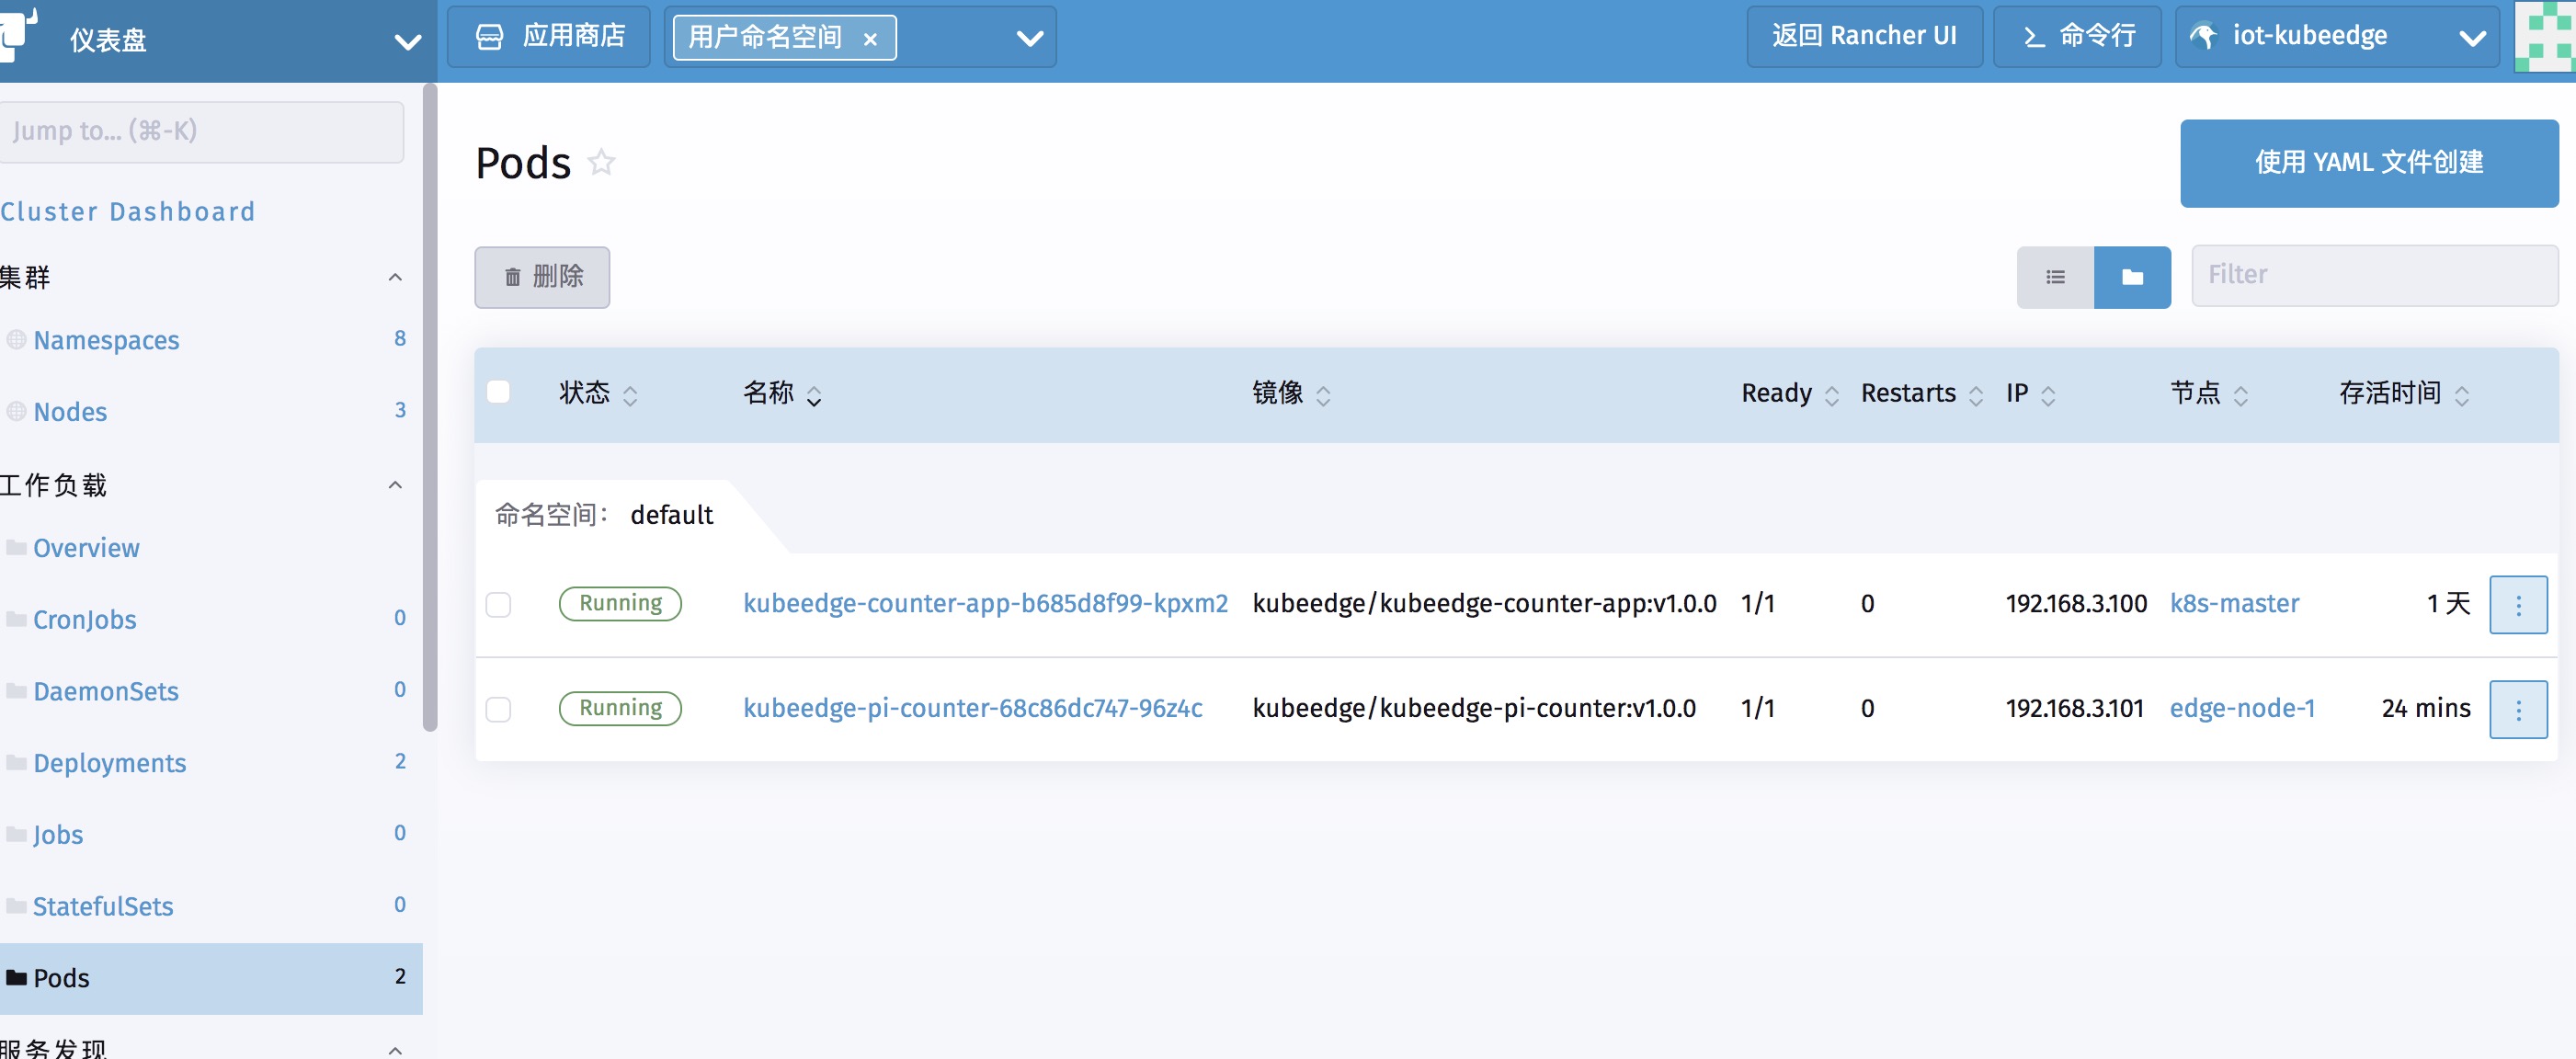 仪表盘
应用商店
用户命名空间 ×
返回 Rancher UI
命令行
iot-kubeedge
Jump to... (⌘-K)
Cluster Dashboard
集群
Namespaces 8
Nodes 3
工作负载
Overview
CronJobs 0
DaemonSets 0
Deployments 2
Jobs 0
StatefulSets 0
Pods 2
服务发现
Pods
使用 YAML 文件创建
删除
Filter
状态 名称 镜像 Ready Restarts IP 节点 存活时间
命名空间： default
Running kubeedge-counter-app-b685d8f99-kpxm2 kubeedge/kubeedge-counter-app:v1.0.0 1/1 0 192.168.3.100 k8s-master 1 天
Running kubeedge-pi-counter-68c86dc747-96z4c kubeedge/kubeedge-pi-counter:v1.0.0 1/1 0 192.168.3.101 edge-node-1 24 mins